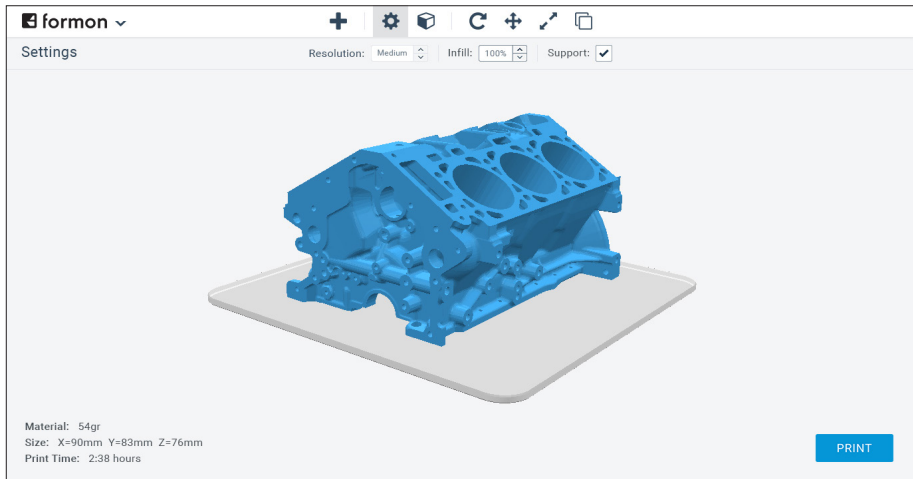 formon
Settings
Resolution: Medium Infill: 100% Support:
Material: 54gr
Size: X=90mm Y=83mm Z=76mm
Print Time: 2:38 hours
PRINT